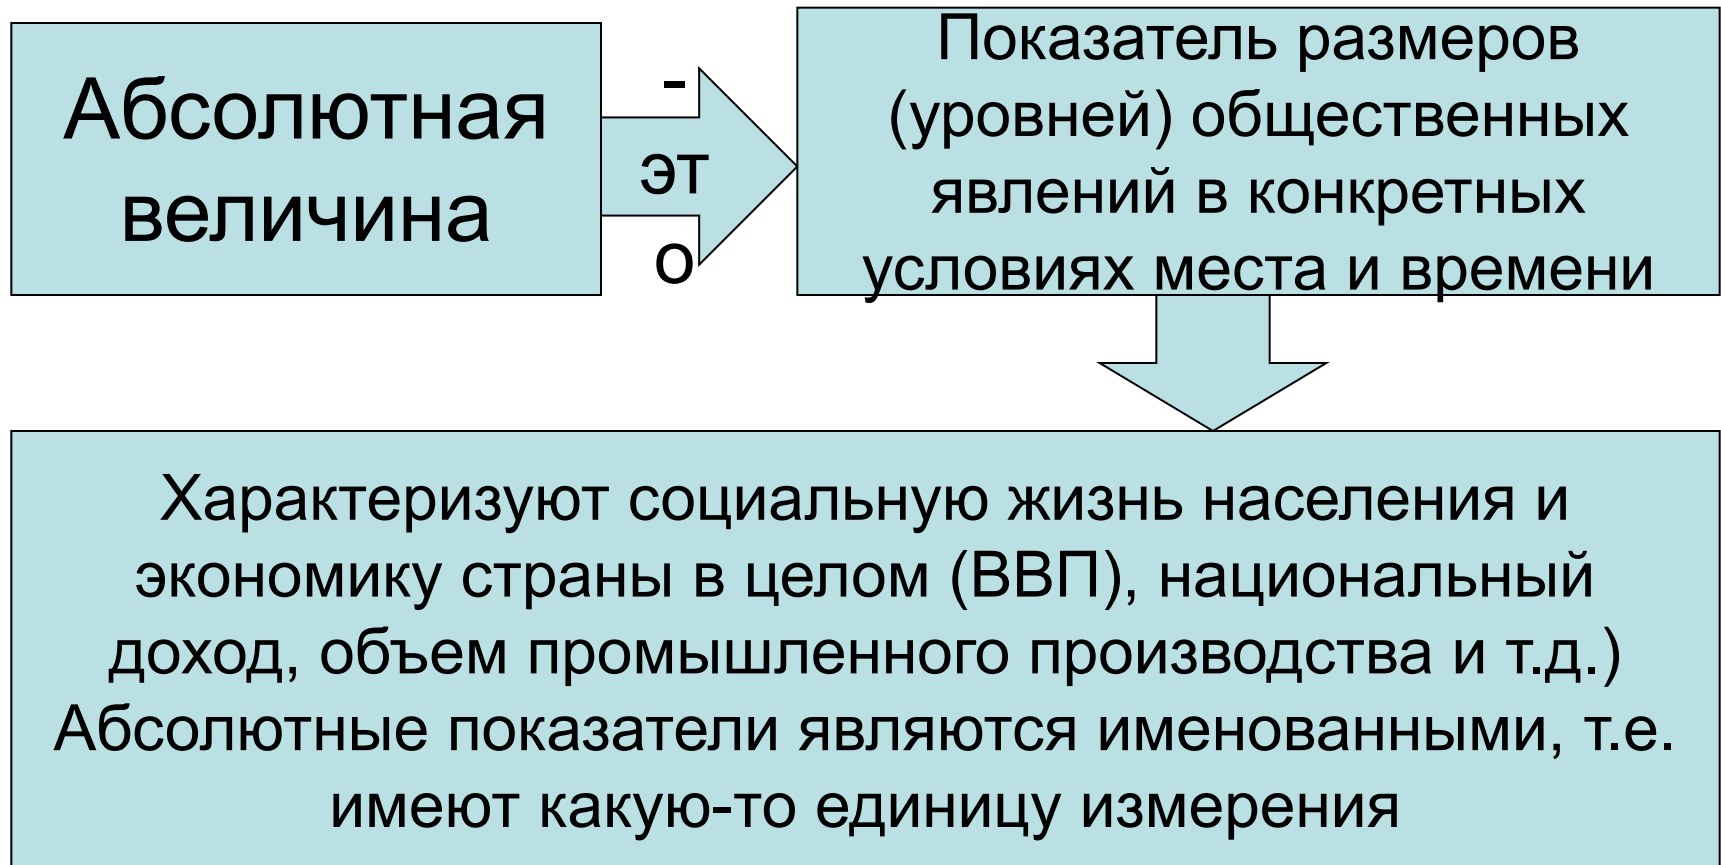 Абсолютная
величина
-
эт
о
Показатель размеров
(уровней) общественных
явлений в конкретных
условиях места и времени
Характеризуют социальную жизнь населения и
экономику страны в целом (ВВП), национальный
доход, объем промышленного производства и т.д.)
Абсолютные показатели являются именованными, т.е.
имеют какую-то единицу измерения